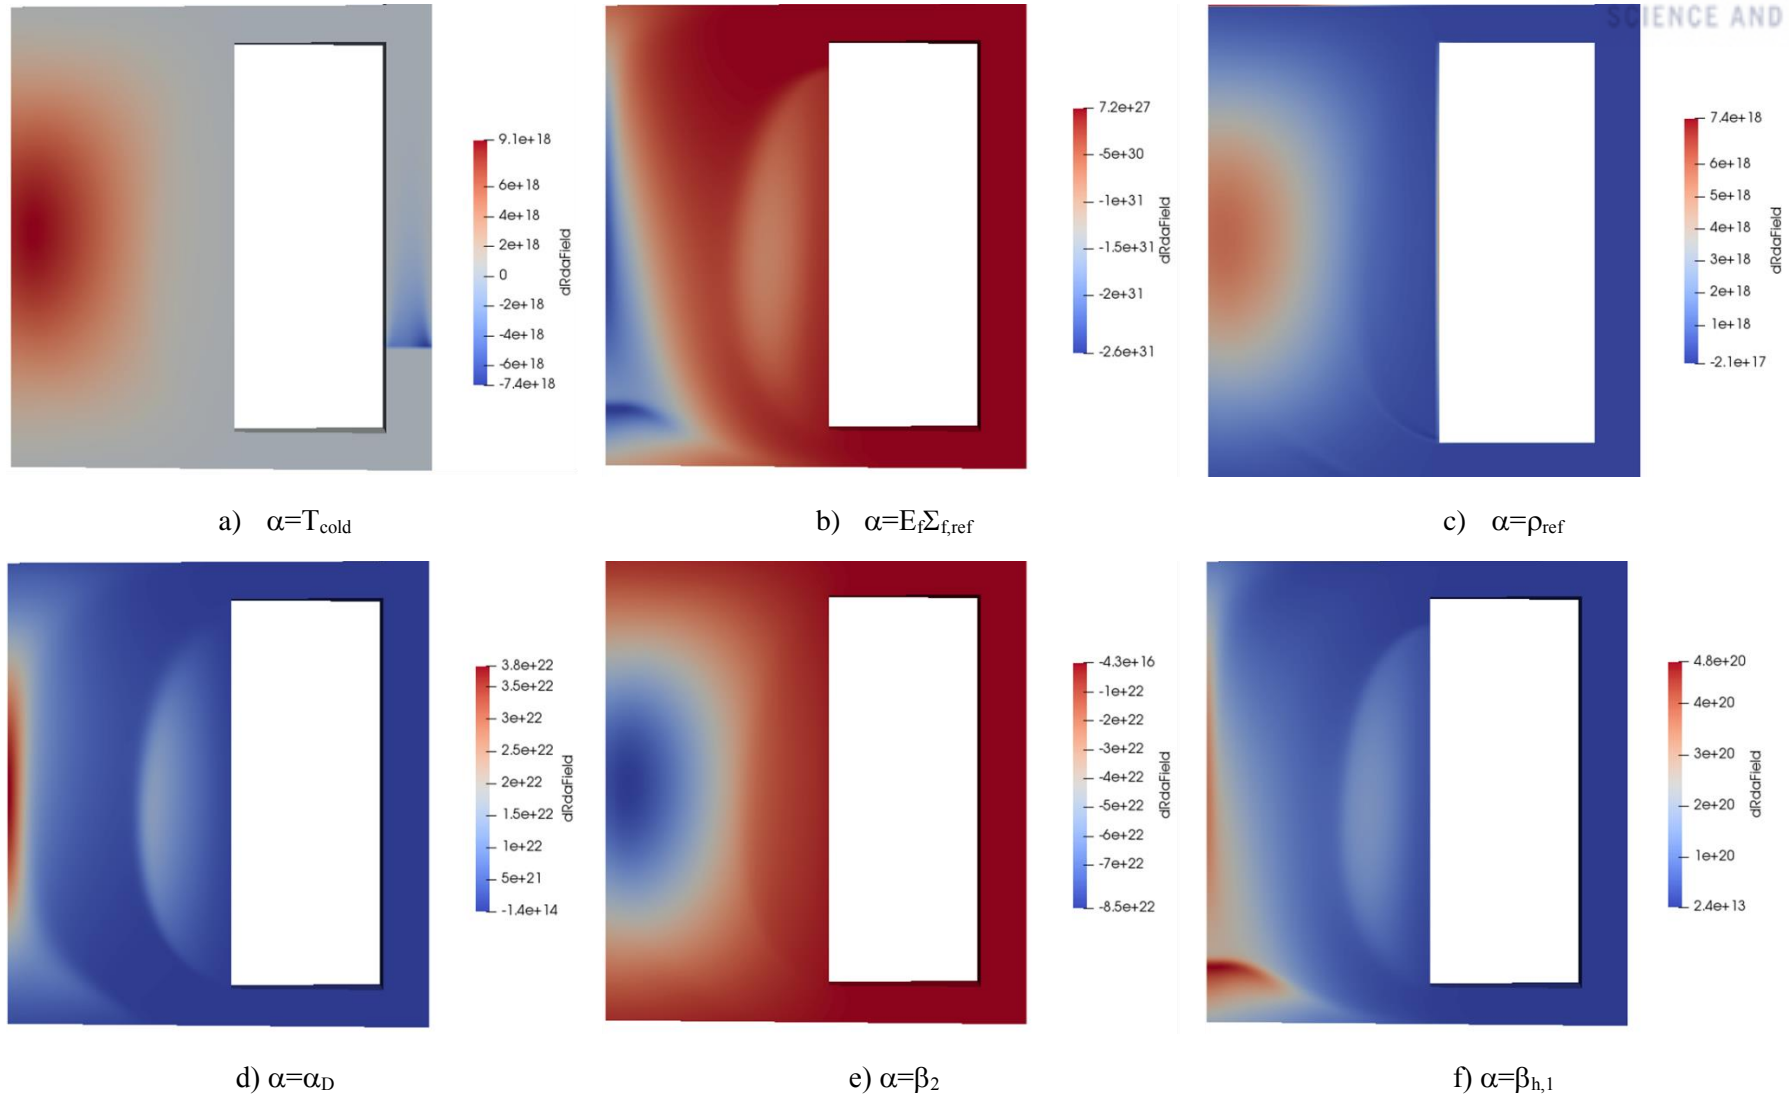 SCIENCE AND
9.1e+18
6e+18
4e+18
2e+18
0
-2e+18
-4e+18
-6e+18
-7.4e+18
dRdaField
7.2e+27
-5e+30
-1e+31
-1.5e+31
-2e+31
-2.6e+31
dRdaField
7.4e+18
6e+18
5e+18
4e+18
3e+18
2e+18
1e+18
-2.1e+17
dRdaField
a) α=Tcold
b) α=EfΣf,ref
c) α=ρref
3.8e+22
3.5e+22
3e+22
2.5e+22
2e+22
1.5e+22
1e+22
5e+21
-1.4e+14
dRdaField
-4.3e+16
-1e+22
-2e+22
-3e+22
-4e+22
-5e+22
-6e+22
-7e+22
-8.5e+22
dRdaField
4.8e+20
4e+20
3e+20
2e+20
1e+20
2.4e+13
dRdaField
d) α=αD
e) α=β2
f) α=βh,1